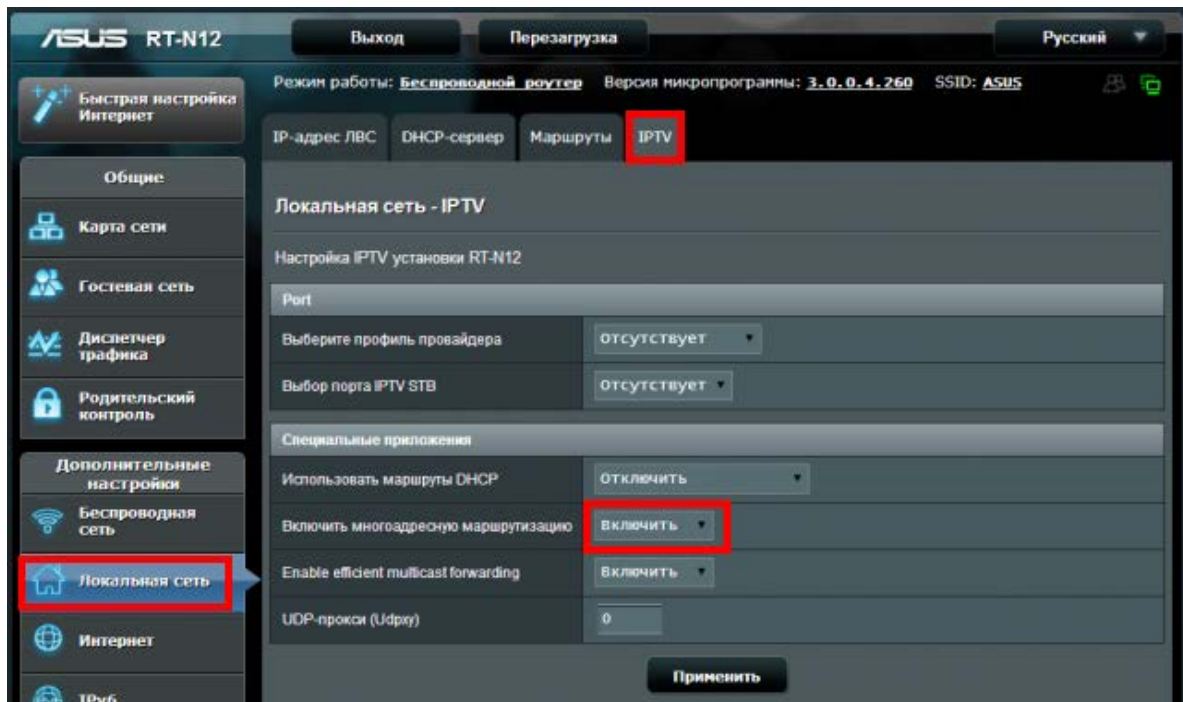 ASUS RT-N12
Выход
Перезагрузка
Русский
Быстрая настройка
Интернет
Режим работы: Беспроводной роутер Версия микропрограммы: 3.0.0.4.260 SSID: ASUS
IP-адрес ЛВС
DHCP-сервер
Маршруты
IPTV
Общие
Карта сети
Гостевая сеть
Диспетчер
трафика
Родительский
контроль
Дополнительные
настройки
Беспроводная
сеть
Локальная сеть
Интернет
IPv6
Локальная сеть - IPTV
Настройка IPTV установки RT-N12
Port
Выберите профиль провайдера
Отсутствует
Выбор порта IPTV STB
Отсутствует
Специальные приложения
Использовать маршруты DHCP
Отключить
Включить многоадресную маршрутизацию
Включить
Enable efficient multicast forwarding
Включить
UDP-прокси (Udpxy)
0
Применить